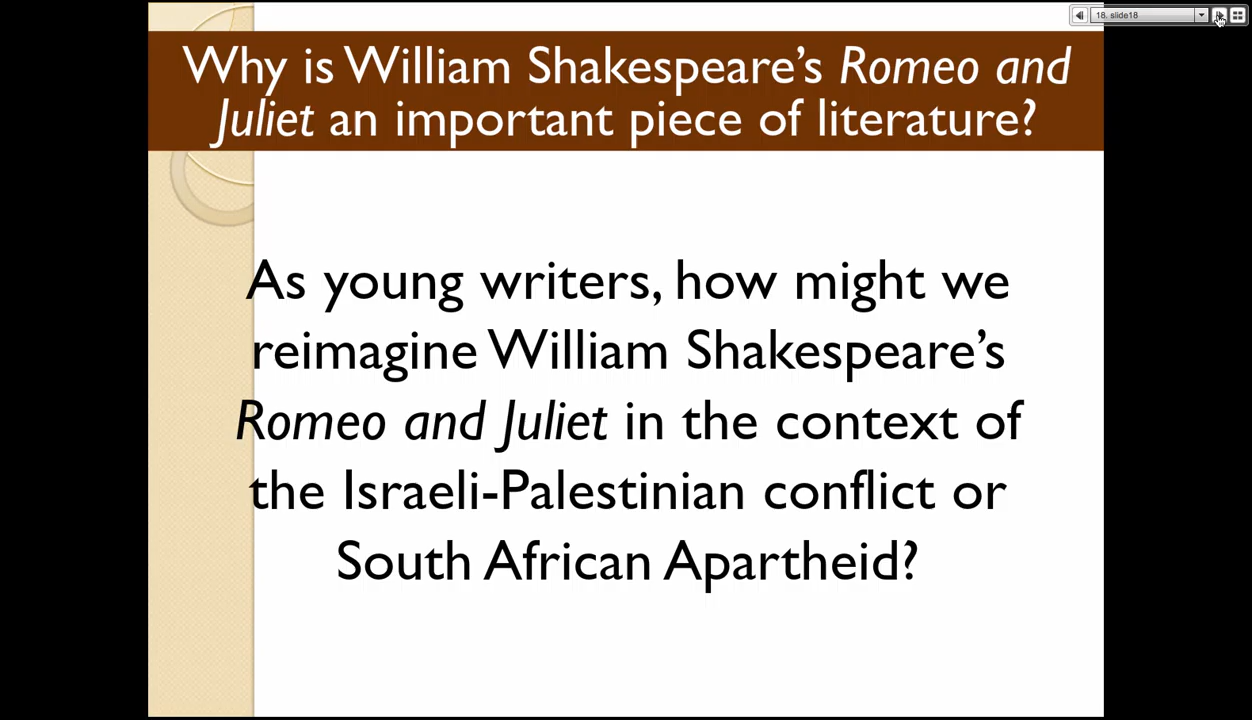 18. slide18
Why is William Shakespeare's Romeo and
Juliet an important piece of literature?
As young writers, how might we
reimagine William Shakespeare's
Romeo and Juliet in the context of
the Israeli-Palestinian conflict or
South African Apartheid?